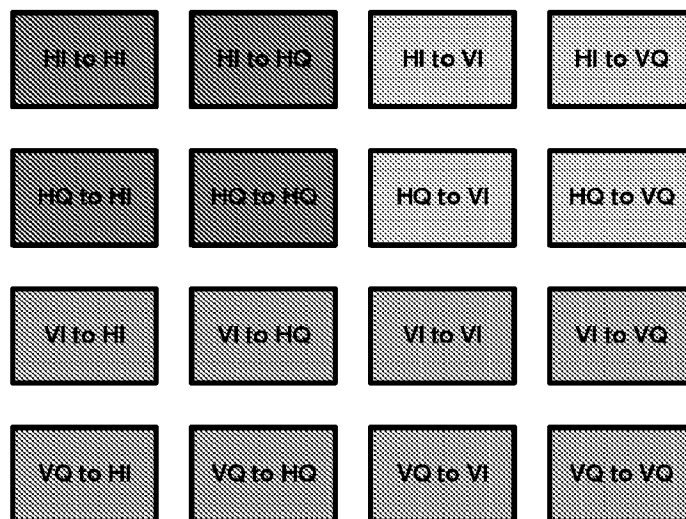 HI to HI HI to HQ HI to VI HI to VQ
HQ to HI HQ to HQ HQ to VI HQ to VQ
VI to HI VI to HQ VI to VI VI to VQ
VQ to HI VQ to HQ VQ to VI VQ to VQ